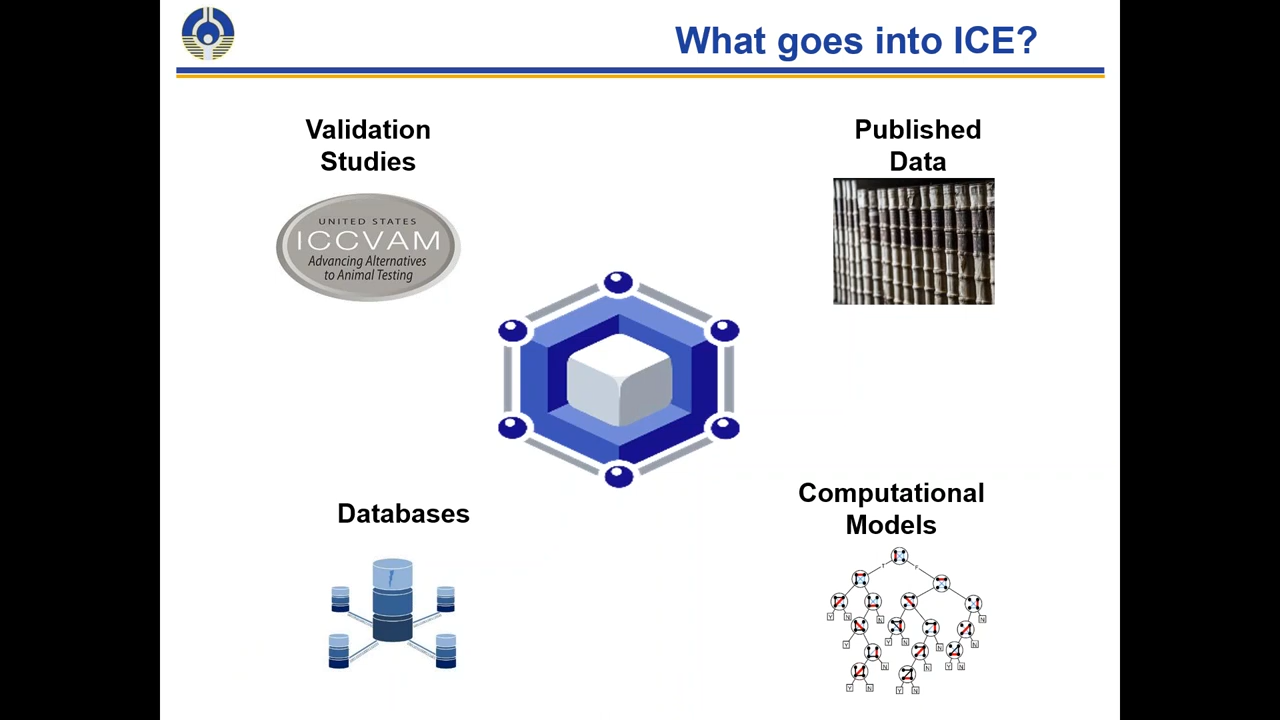 What goes into ICE?
Validation
Studies
UNITED STATES
ICCVAM
Advancing Alternatives
to Animal Testing
Published
Data
Databases
Computational
Models
T
F
Y
N
N
N
Y
Y
N
N
N
Y
N
N
Y
N
Y
N
Y
N